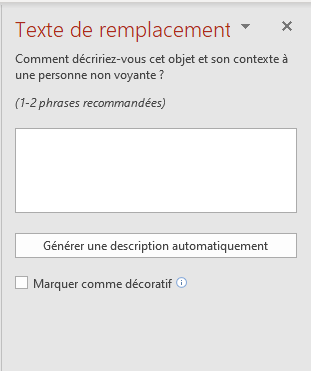 Texte de remplacement
Comment décririez-vous cet objet et son contexte à
une personne non voyante ?
(1-2 phrases recommandées)
Générer une description automatiquement
Marquer comme décoratif